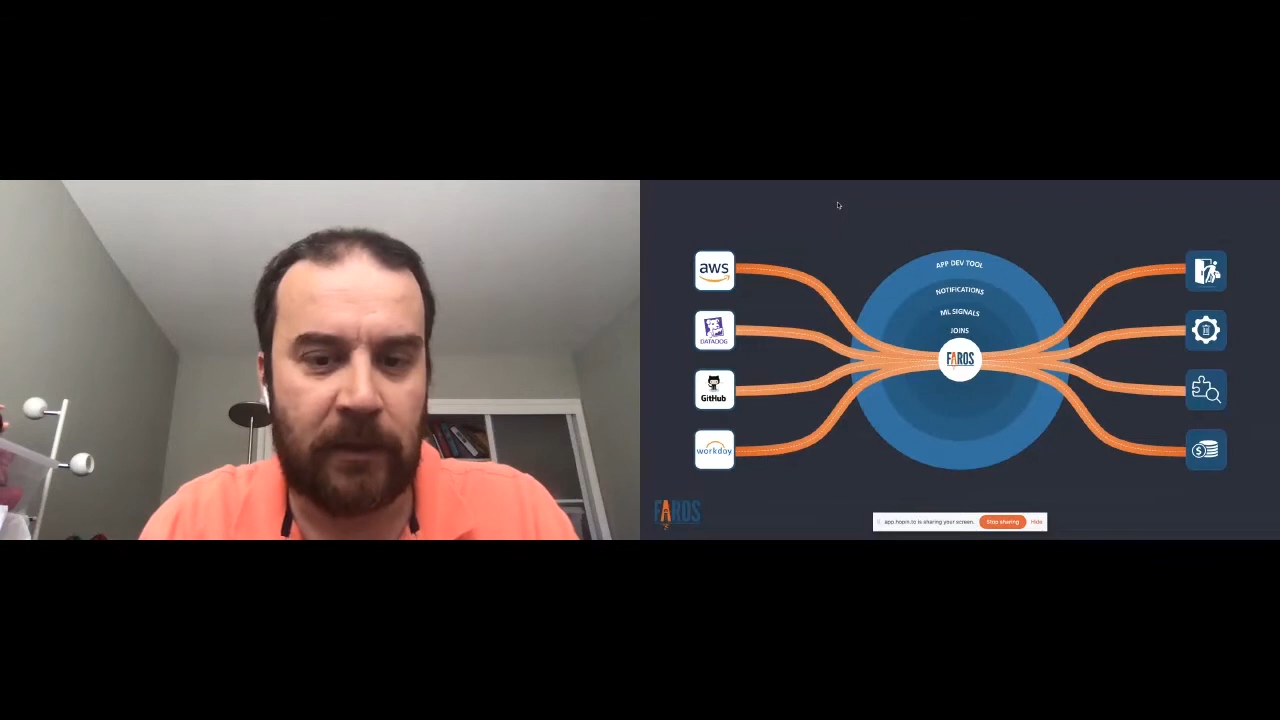 aws
DATADOG
GitHub
workday
APP DEV TOOL
NOTIFICATIONS
ML SIGNALS
JOINS
FAROS
$
FAROS
app.hopin.to is sharing your screen.
Stop sharing
Hide